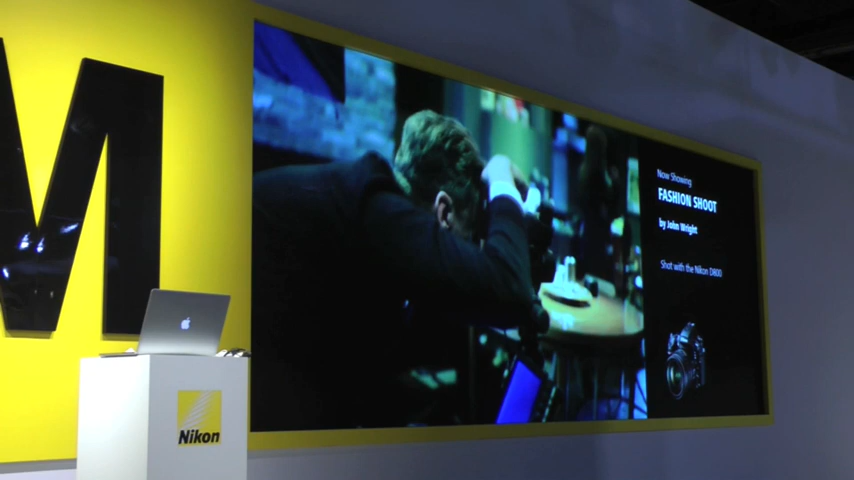 M
Now Showing
FASHION SHOOT
by John Wright
Shot with the Nikon D800
Nikon